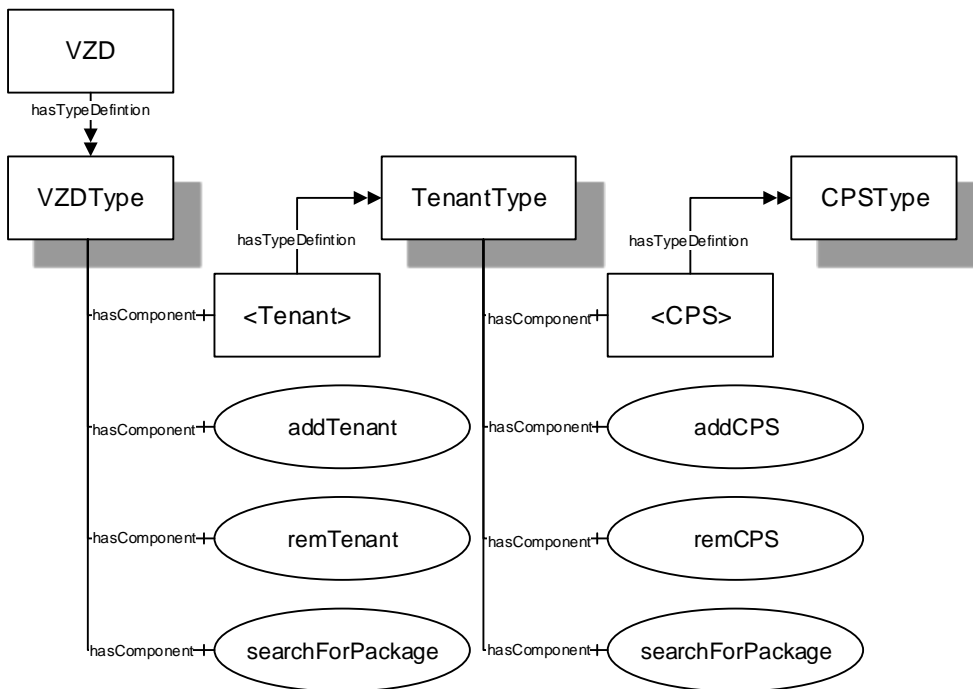 VZD
hasTypeDefintion
VZDType
TenantType
CPSType
hasTypeDefintion
hasTypeDefintion
hasComponent
<Tenant>
hasComponent
<CPS>
hasComponent
addTenant
hasComponent
addCPS
hasComponent
remTenant
hasComponent
remCPS
hasComponent
searchForPackage
hasComponent
searchForPackage